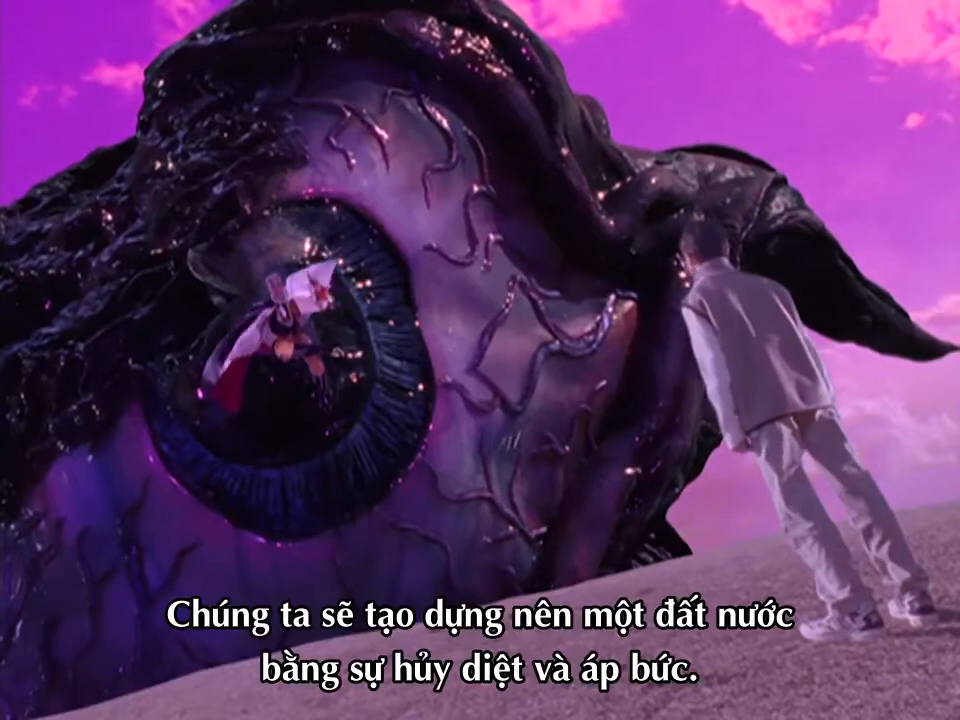 Chúng ta sẽ tạo dựng nên một đất nước
bằng sự hủy diệt và áp bức.